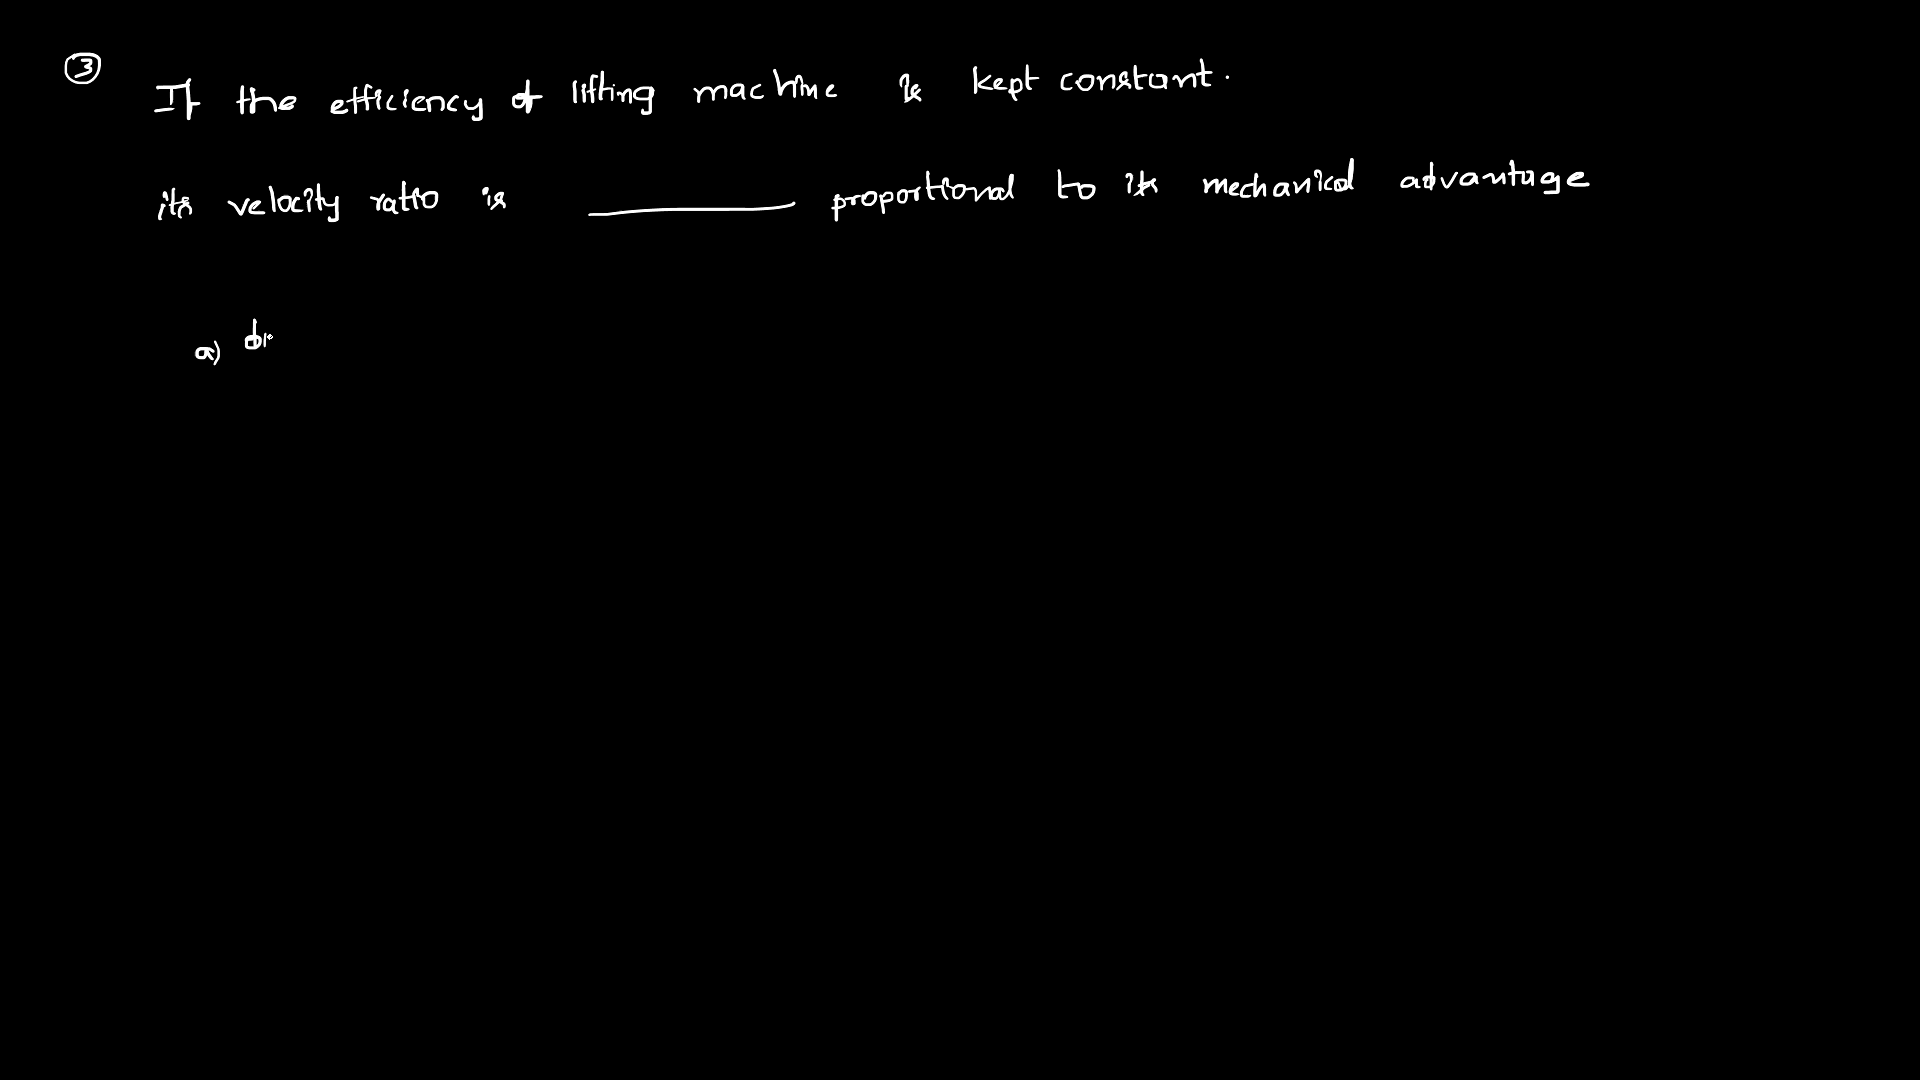 ③ If the efficiency of lifting machine is kept constant.
its velocity ratio is ________ proportional to its mechanical advantage
a) di